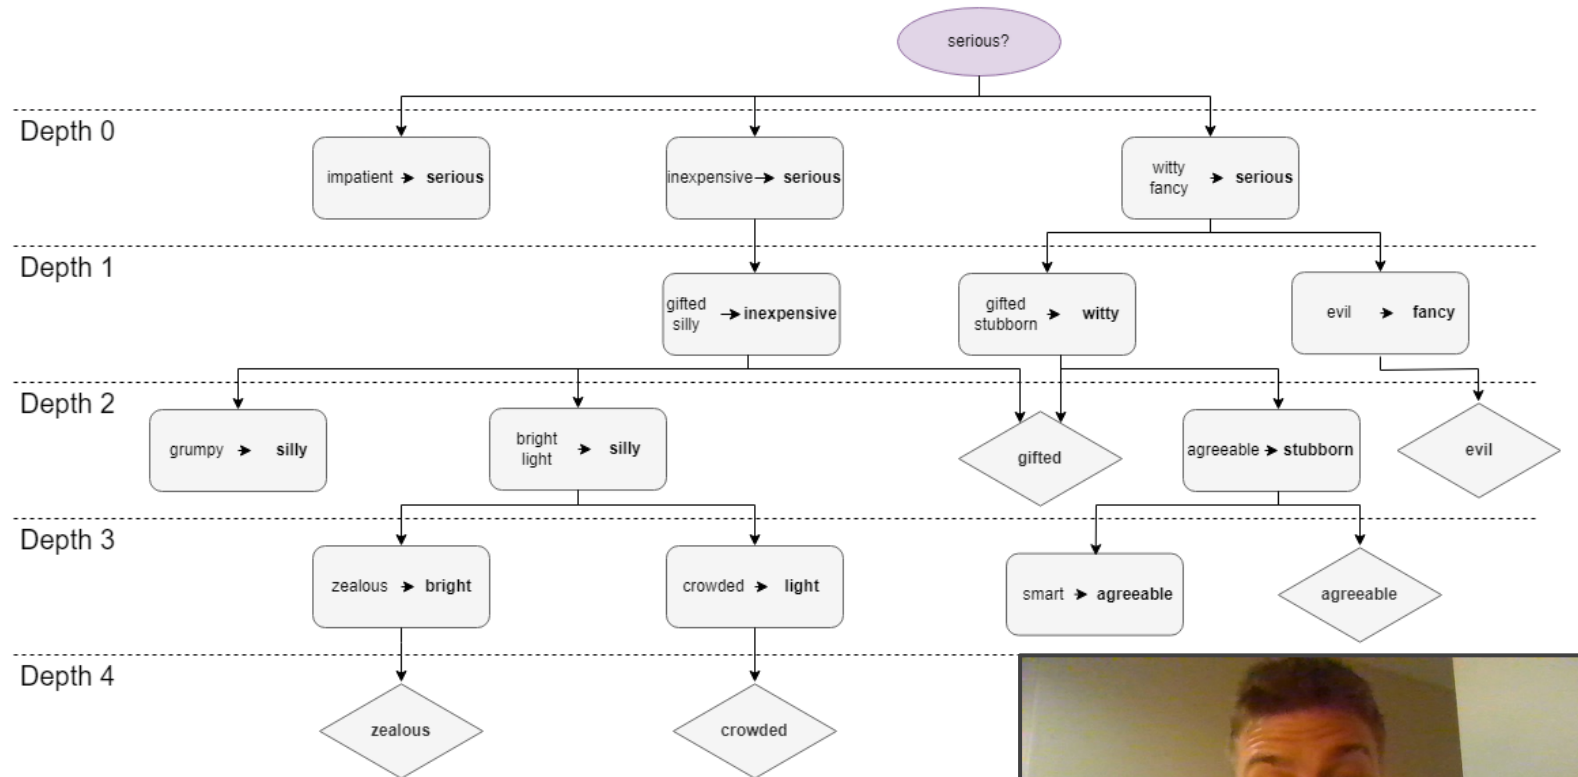 serious?
Depth 0
impatient → serious
inexpensive → serious
witty
fancy → serious
Depth 1
gifted
silly → inexpensive
gifted
stubborn → witty
evil → fancy
Depth 2
grumpy → silly
bright
light → silly
gifted
agreeable → stubborn
evil
Depth 3
zealous → bright
crowded → light
smart → agreeable
agreeable
Depth 4
zealous
crowded